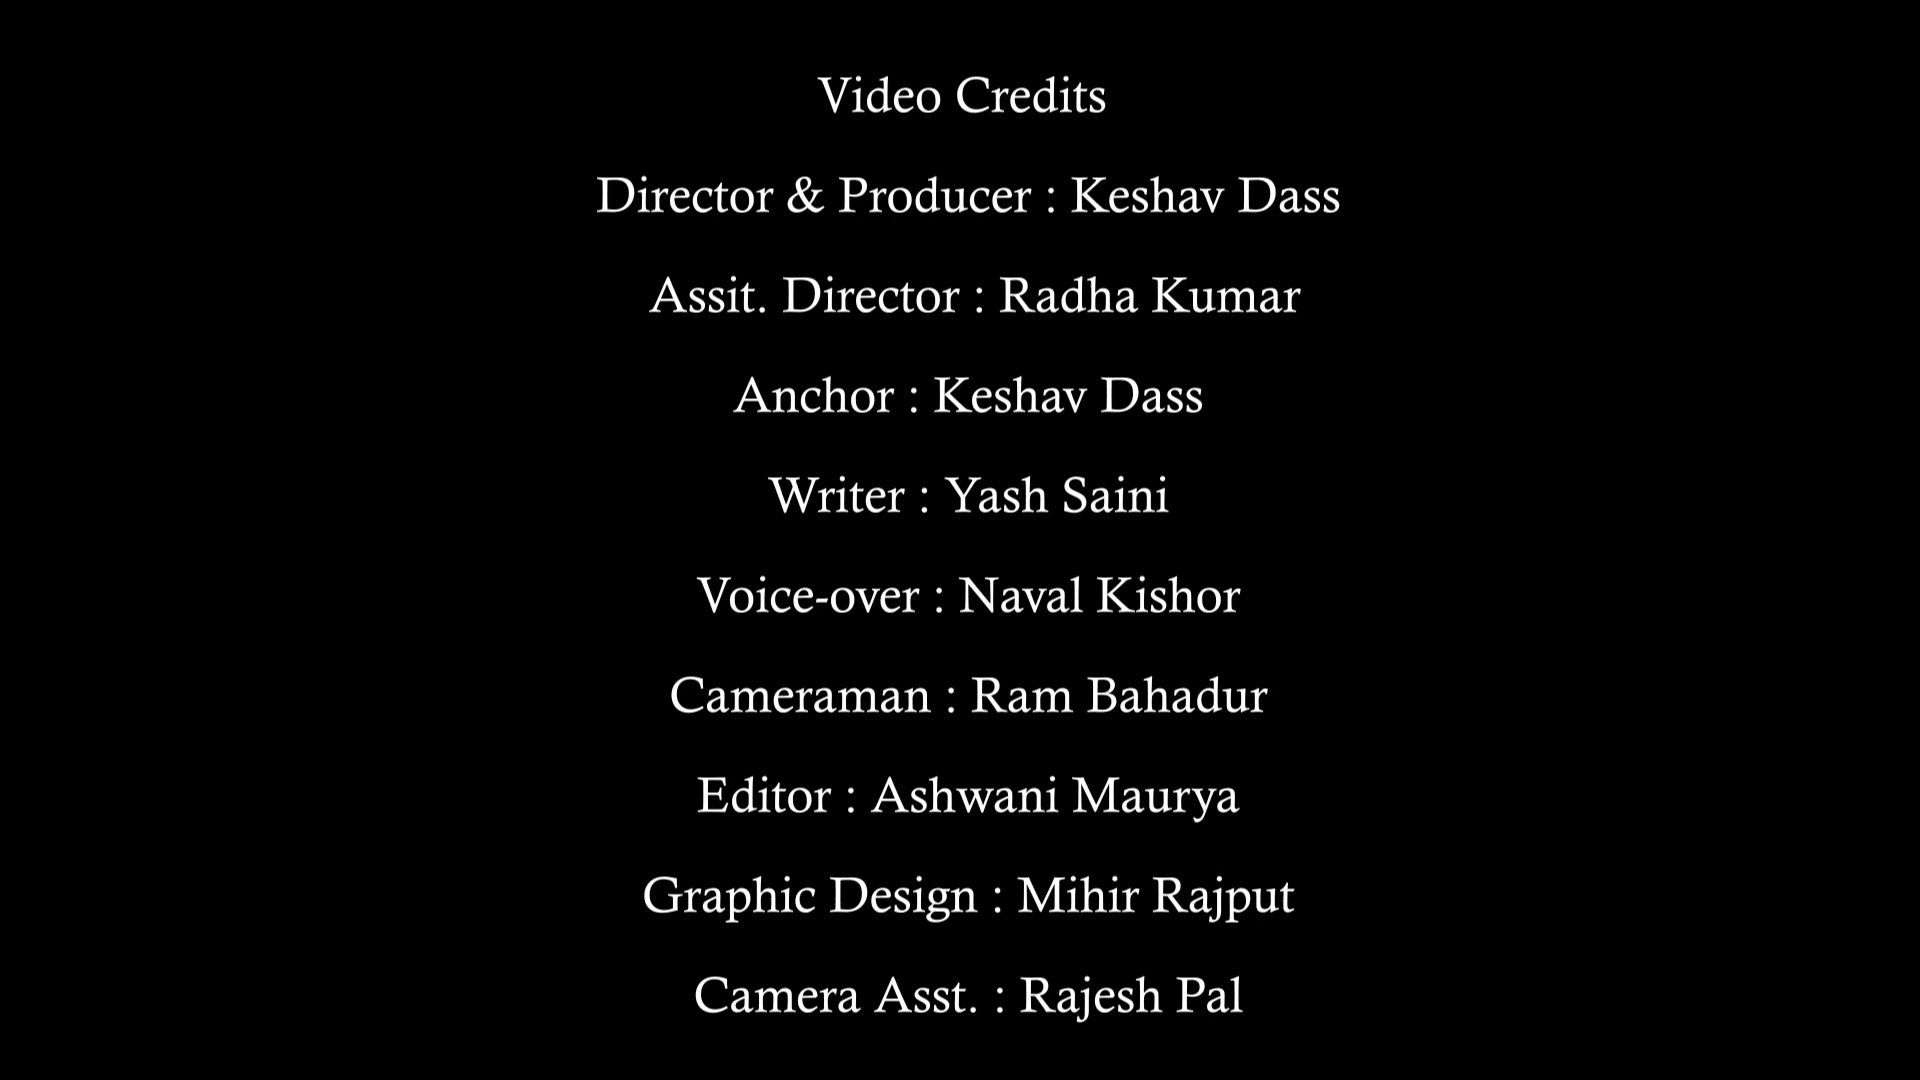 Video Credits
Director & Producer : Keshav Dass
Assit. Director : Radha Kumar
Anchor : Keshav Dass
Writer : Yash Saini
Voice-over : Naval Kishor
Cameraman : Ram Bahadur
Editor : Ashwani Maurya
Graphic Design : Mihir Rajput
Camera Asst. : Rajesh Pal